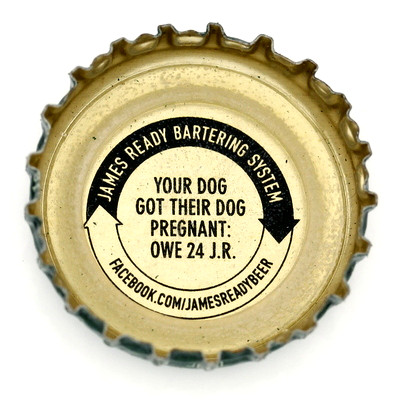 JAMES READY BARTERING SYSTEM
YOUR DOG
GOT THEIR DOG
PREGNANT:
OWE 24 J.R.
FACEBOOK.COM/JAMESREADYBEER